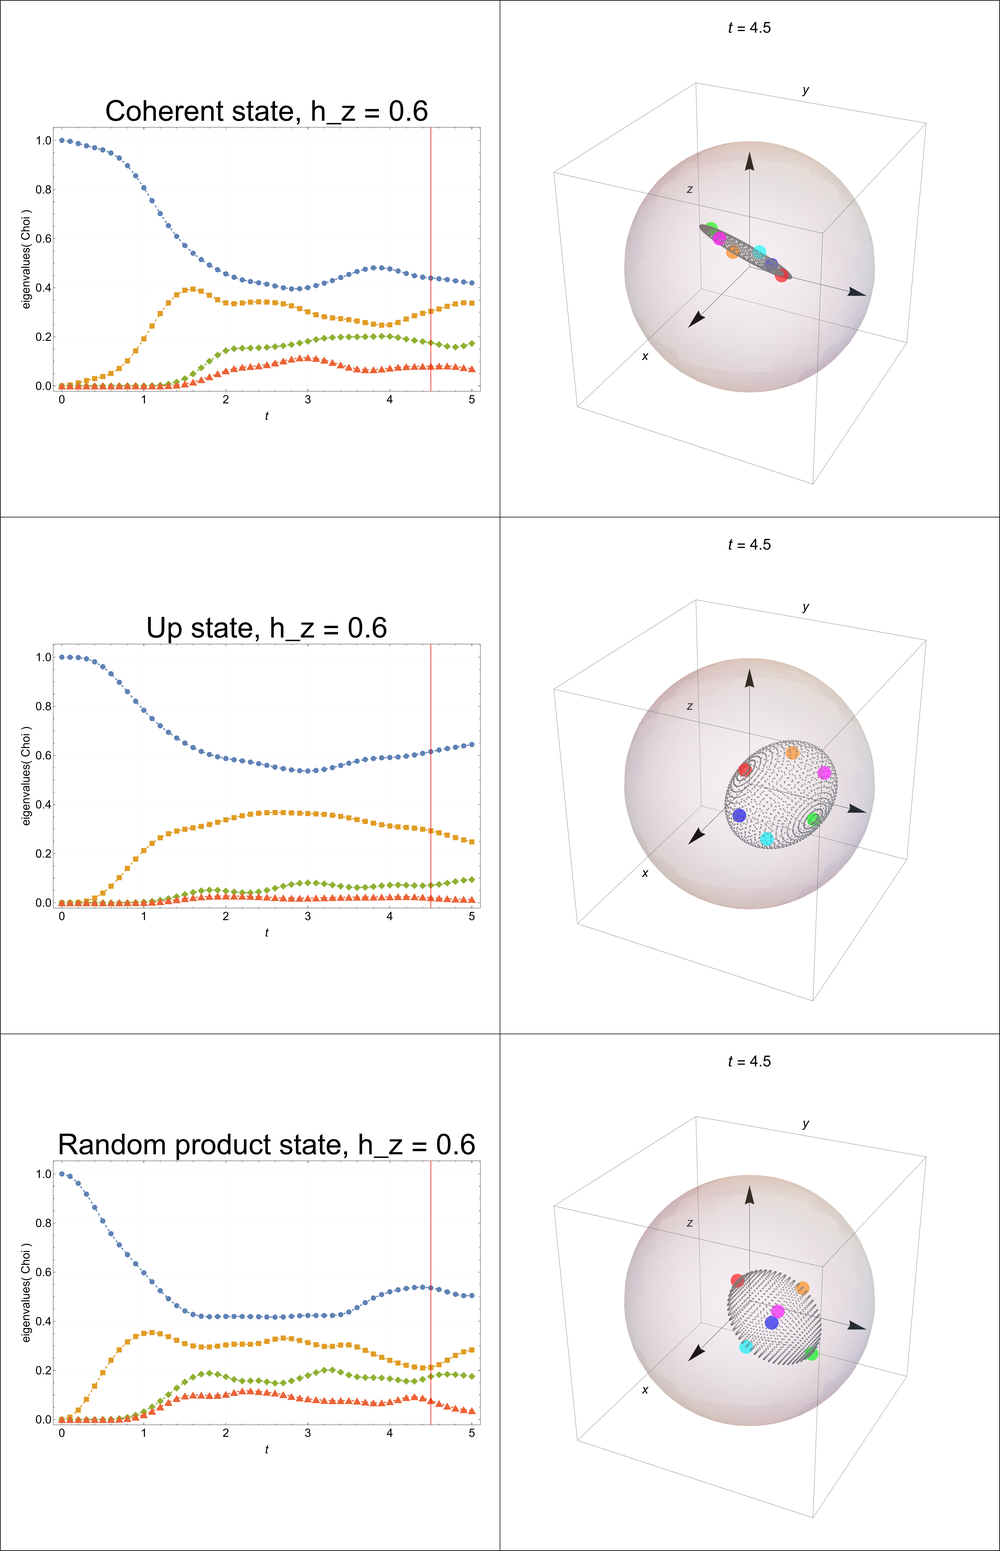 t = 4.5
Coherent state, h_z = 0.6
eigenvalues( Choi )
1.0
0.8
0.6
0.4
0.2
0.0
0 1 2 3 4 5
t
y
z
x
t = 4.5
Up state, h_z = 0.6
eigenvalues( Choi )
1.0
0.8
0.6
0.4
0.2
0.0
0 1 2 3 4 5
t
y
z
x
t = 4.5
Random product state, h_z = 0.6
eigenvalues( Choi )
1.0
0.8
0.6
0.4
0.2
0.0
0 1 2 3 4 5
t
y
z
x